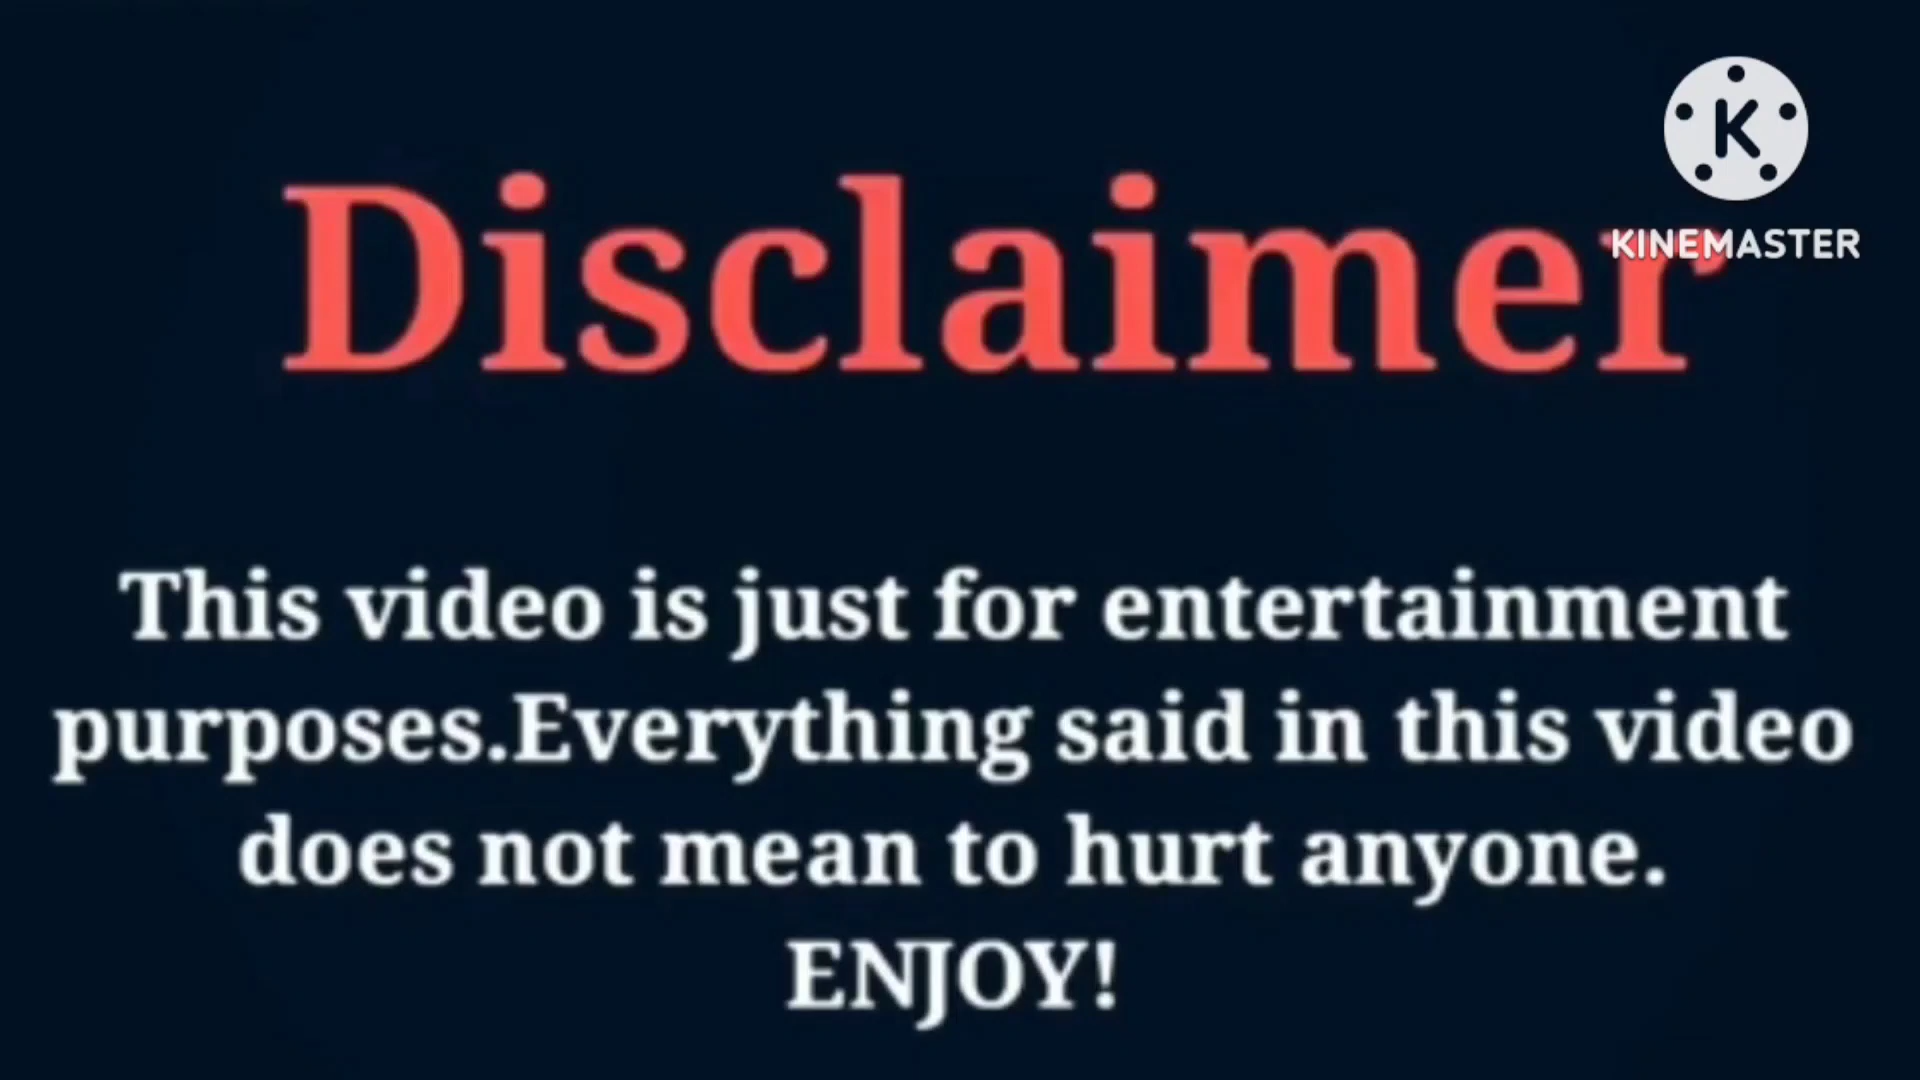 K
KINEMASTER
Disclaimer
This video is just for entertainment
purposes.Everything said in this video
does not mean to hurt anyone.
ENJOY!